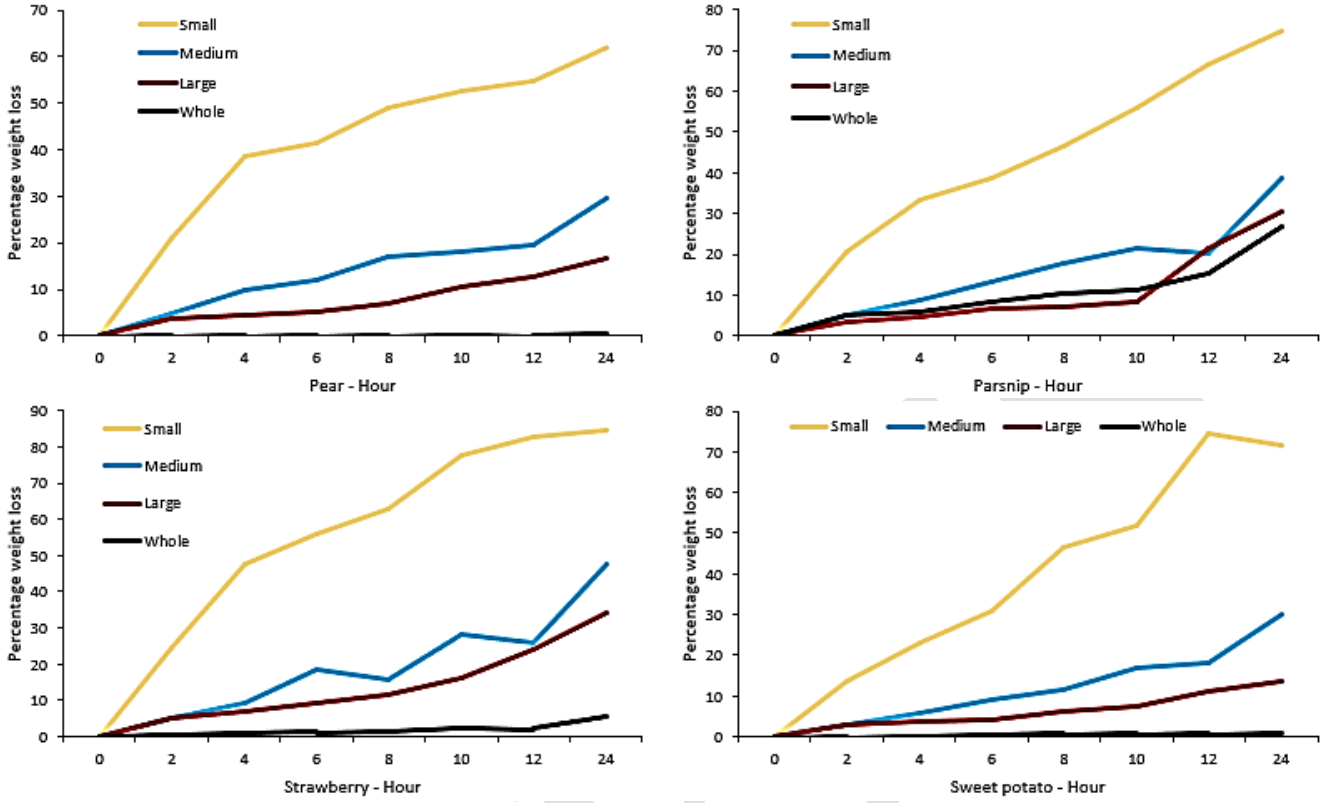 Percentage weight loss
70
60
50
40
30
20
10
0
Small
Medium
Large
Whole
0 2 4 6 8 10 12 24
Pear - Hour
Percentage weight loss
80
70
60
50
40
30
20
10
0
Small
Medium
Large
Whole
0 2 4 6 8 10 12 24
Parsnip - Hour
Percentage weight loss
90
80
70
60
50
40
30
20
10
0
Small
Medium
Large
Whole
0 2 4 6 8 10 12 24
Strawberry - Hour
Percentage weight loss
80
70
60
50
40
30
20
10
0
Small Medium Large Whole
0 2 4 6 8 10 12 24
Sweet potato - Hour